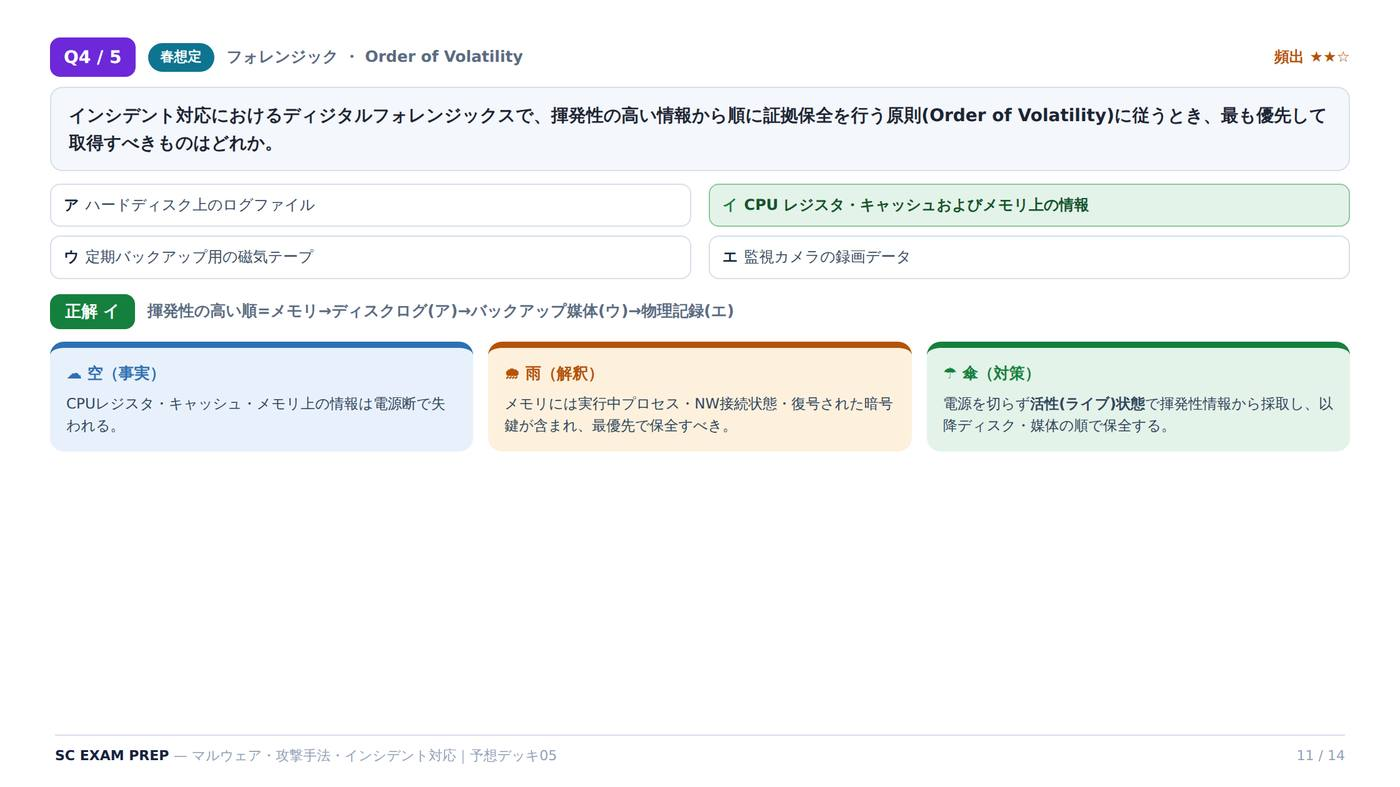 Q4 / 5 春想定 フォレンジック ・ Order of Volatility 頻出 ★★☆
インシデント対応におけるディジタルフォレンジックスで、揮発性の高い情報から順に証拠保全を行う原則(Order of Volatility)に従うとき、最も優先して
取得すべきものはどれか。
ア ハードディスク上のログファイル
イ CPU レジスタ・キャッシュおよびメモリ上の情報
ウ 定期バックアップ用の磁気テープ
エ 監視カメラの録画データ
正解 イ 揮発性の高い順=メモリ→ディスクログ(ア)→バックアップ媒体(ウ)→物理記録(エ)
☁ 空（事実）
CPUレジスタ・キャッシュ・メモリ上の情報は電源断で失
われる。
🌧 雨（解釈）
メモリには実行中プロセス・NW接続状態・復号された暗号
鍵が含まれ、最優先で保全すべき。
☂ 傘（対策）
電源を切らず活性(ライブ)状態で揮発性情報から採取し、以
降ディスク・媒体の順で保全する。
SC EXAM PREP — マルウェア・攻撃手法・インシデント対応｜予想デッキ05 11 / 14